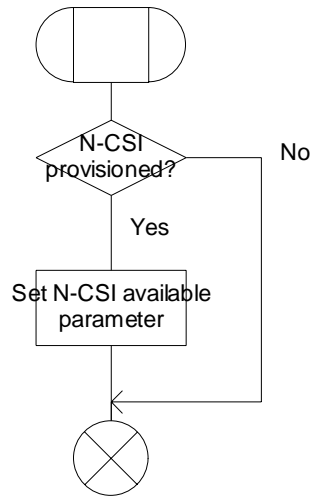 N-CSI
provisioned?
No
Yes
Set N-CSI available
parameter